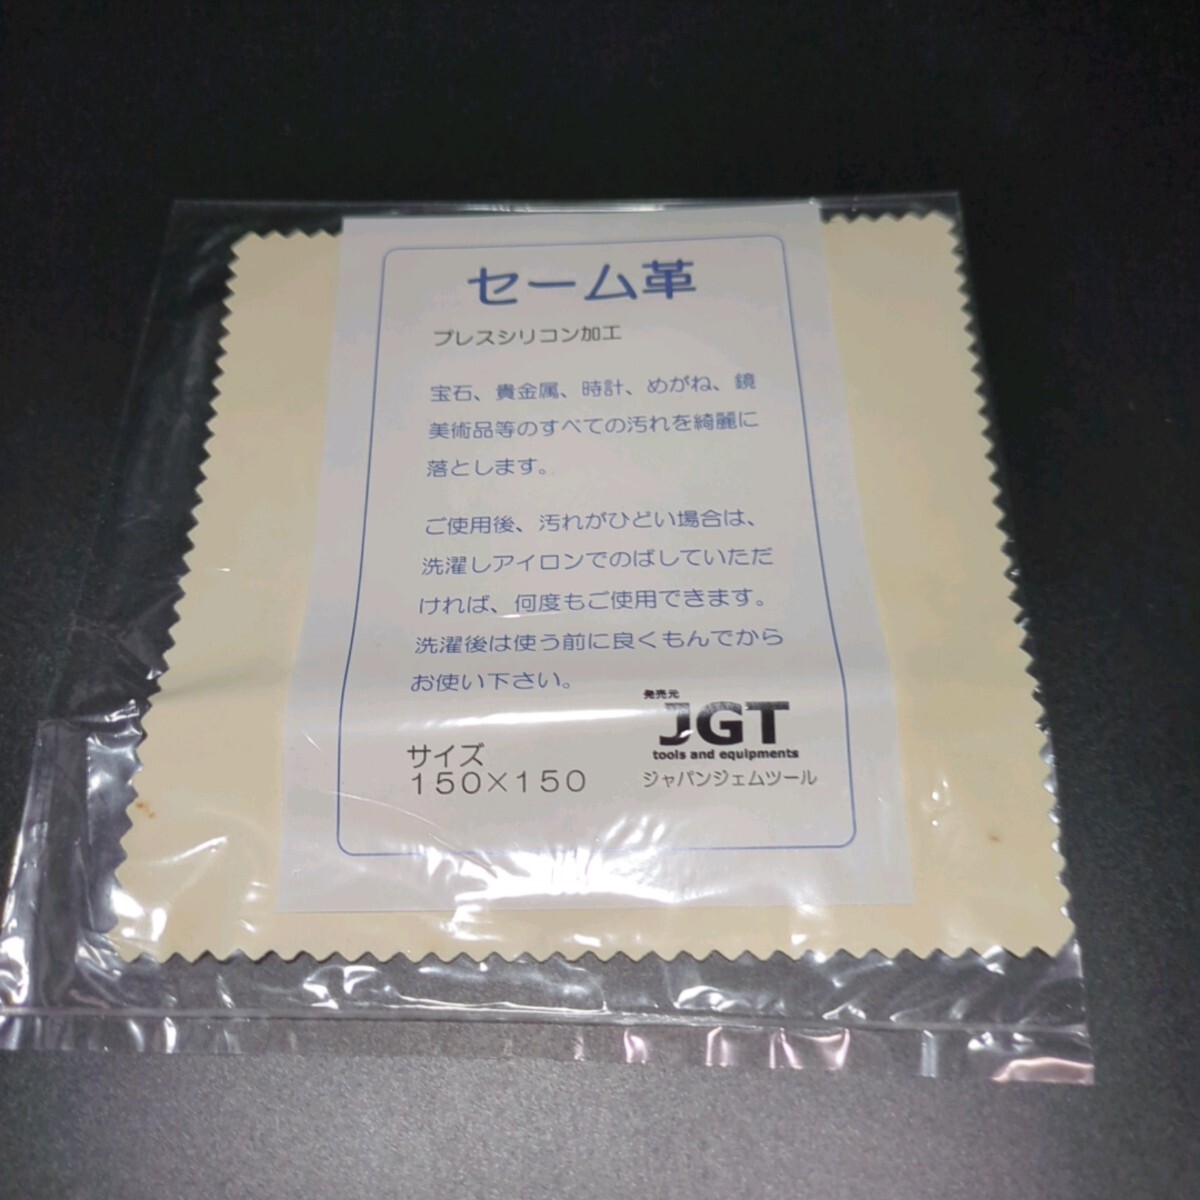 セーム革
プレスシリコン加工
宝石、貴金属、時計、めがね、鏡
美術品等のすべての汚れを綺麗に
落とします。
ご使用後、汚れがひどい場合は、
洗濯しアイロンでのばしていただ
ければ、何度もご使用できます。
洗濯後は使う前に良くもんでから
お使い下さい。
サイズ
150×150
発売元
JGT
tools and equipments
ジャパンジェムツール